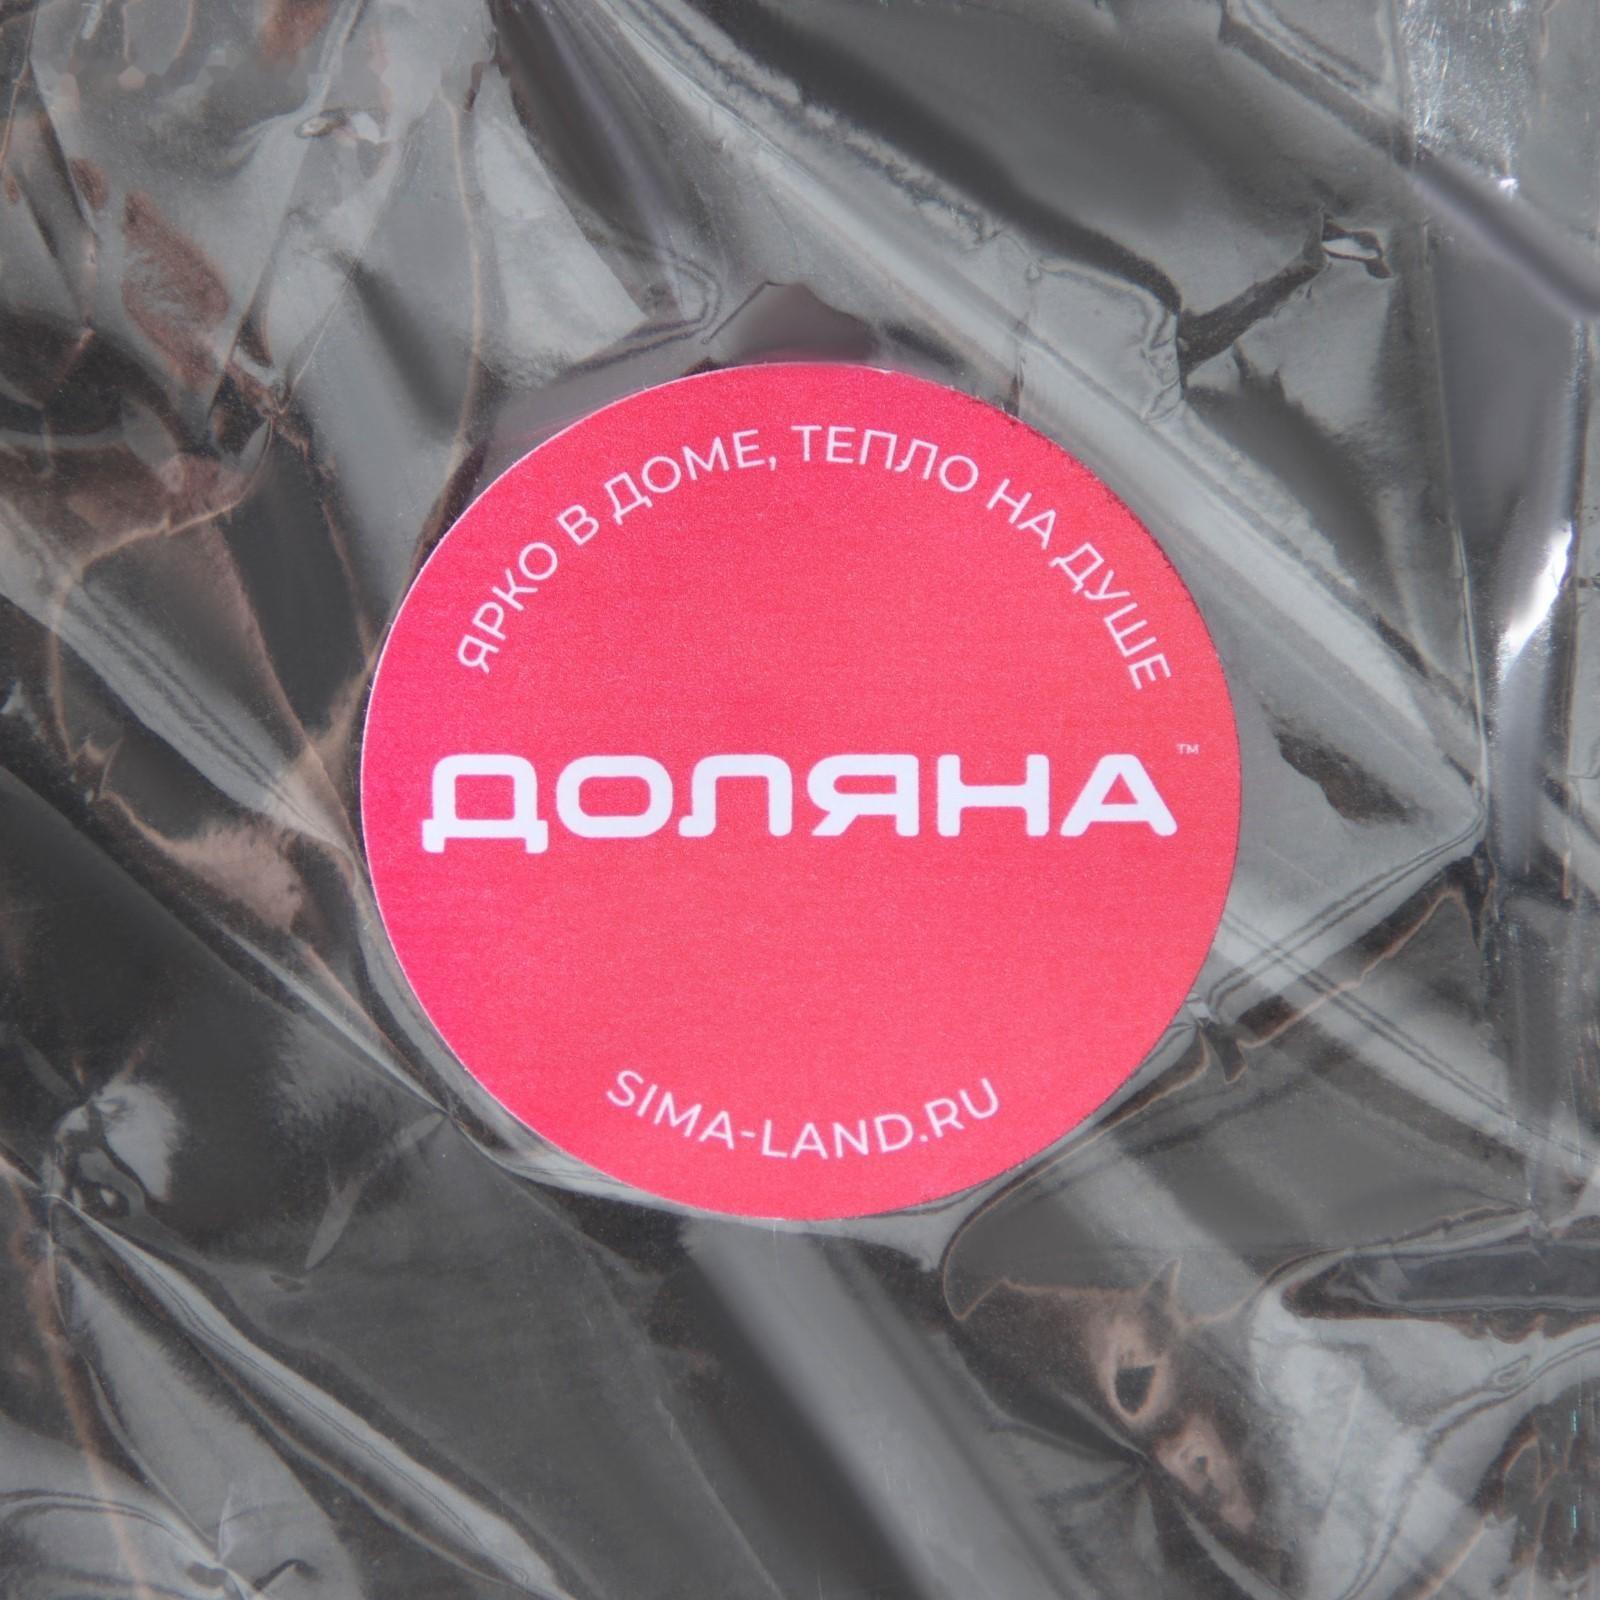 ЯРКО В ДОМЕ, ТЕПЛО НА ДУШЕ
ДОЛЯНА™
SIMA-LAND.RU